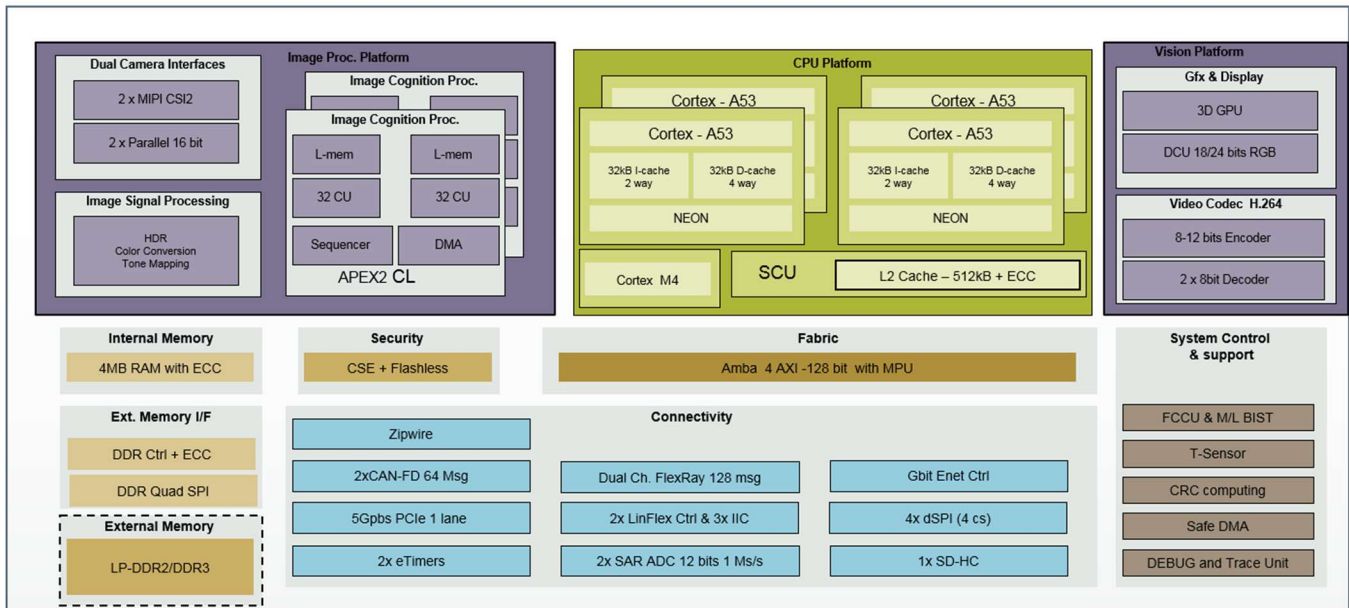 Image Proc. Platform
Dual Camera Interfaces
2 x MIPI CSI2
2 x Parallel 16 bit
Image Signal Processing
HDR
Color Conversion
Tone Mapping
Image Cognition Proc.
Image Cognition Proc.
L-mem
L-mem
32 CU
32 CU
Sequencer
DMA
APEX2 CL
CPU Platform
Cortex - A53
Cortex - A53
32kB I-cache
2 way
32kB D-cache
4 way
NEON
Cortex - A53
Cortex - A53
32kB I-cache
2 way
32kB D-cache
4 way
NEON
Cortex M4
SCU
L2 Cache – 512kB + ECC
Vision Platform
Gfx & Display
3D GPU
DCU 18/24 bits RGB
Video Codec H.264
8-12 bits Encoder
2 x 8bit Decoder
Internal Memory
4MB RAM with ECC
Security
CSE + Flashless
Fabric
Amba 4 AXI -128 bit with MPU
System Control
& support
FCCU & M/L BIST
T-Sensor
CRC computing
Safe DMA
DEBUG and Trace Unit
Ext. Memory I/F
DDR Ctrl + ECC
DDR Quad SPI
External Memory
LP-DDR2/DDR3
Connectivity
Zipwire
2xCAN-FD 64 Msg
Dual Ch. FlexRay 128 msg
Gbit Enet Ctrl
5Gpbs PCIe 1 lane
2x LinFlex Ctrl & 3x IIC
4x dSPI (4 cs)
2x eTimers
2x SAR ADC 12 bits 1 Ms/s
1x SD-HC